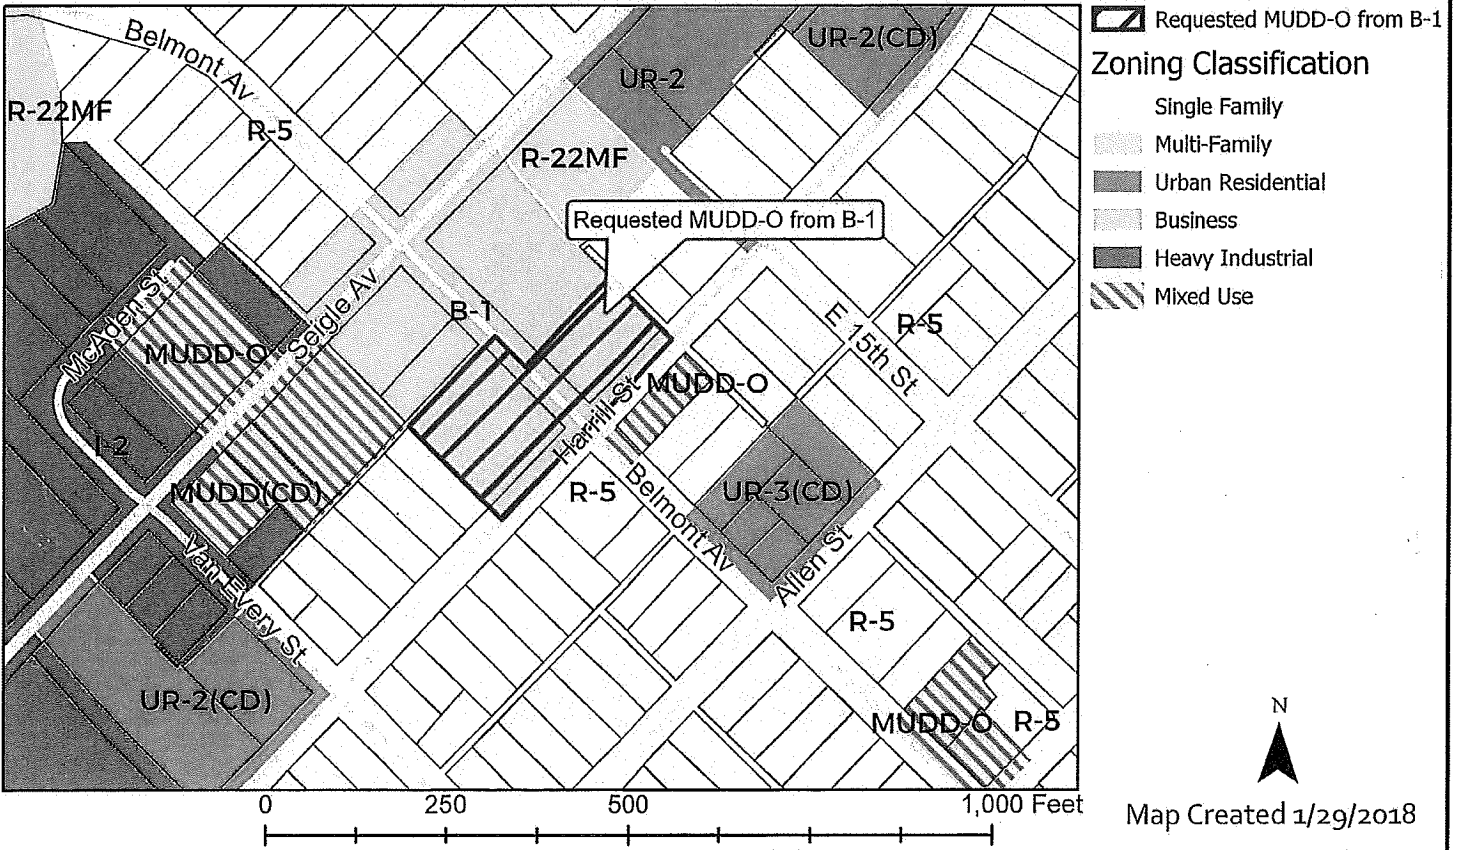 Belmont Av
R-22MF
R-5
UR-2
UR-2(CD)
R-22MF
Requested MUDD-O from B-1
McAden St
MUDD-O
Seigle Av
B-1
E 15th St
R-5
MUDD-O
Harrill St
I-2
MUDD(CD)
R-5
Belmont Av
UR-3(CD)
Van Every St
Allen St
R-5
UR-2(CD)
MUDD-O
R-5
0 250 500 1,000 Feet
Requested MUDD-O from B-1
Zoning Classification
Single Family
Multi-Family
Urban Residential
Business
Heavy Industrial
Mixed Use
N
Map Created 1/29/2018